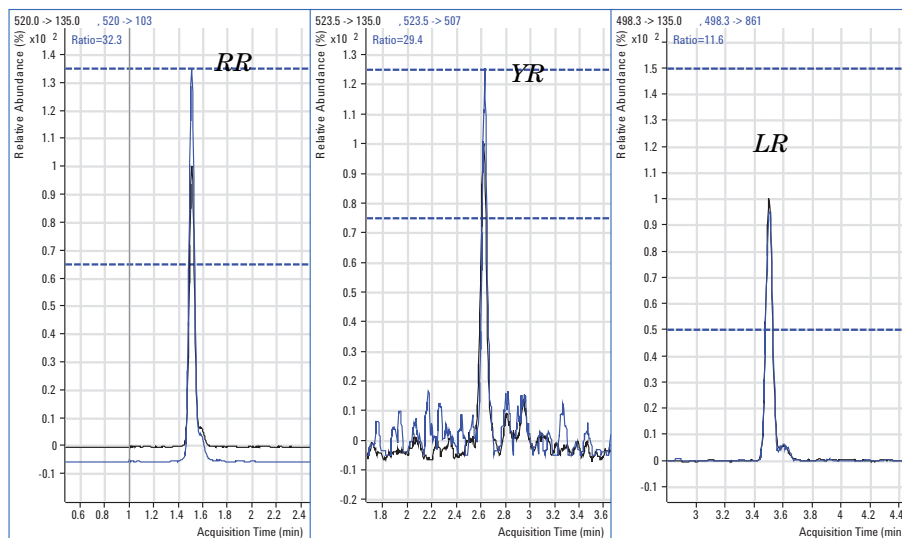 520.0 -> 135.0 , 520 -> 103
Relative Abundance (%)
x10 2
Ratio=32.3
RR
1.4
1.3
1.2
1.1
1
0.9
0.8
0.7
0.6
0.5
0.4
0.3
0.2
0.1
0
-0.1
0.6 0.8 1 1.2 1.4 1.6 1.8 2 2.2 2.4
Acquisition Time (min)
523.5 -> 135.0 , 523.5 -> 507
Relative Abundance (%)
x10 2
Ratio=29.4
YR
1.3
1.2
1.1
1
0.9
0.8
0.7
0.6
0.5
0.4
0.3
0.2
0.1
0
-0.1
-0.2
1.8 2 2.2 2.4 2.6 2.8 3 3.2 3.4 3.6
Acquisition Time (min)
498.3 -> 135.0 , 498.3 -> 861
Relative Abundance (%)
x10 2
Ratio=11.6
LR
1.6
1.5
1.4
1.3
1.2
1.1
1
0.9
0.8
0.7
0.6
0.5
0.4
0.3
0.2
0.1
0
-0.1
3 3.2 3.4 3.6 3.8 4 4.2 4.4
Acquisition Time (min)